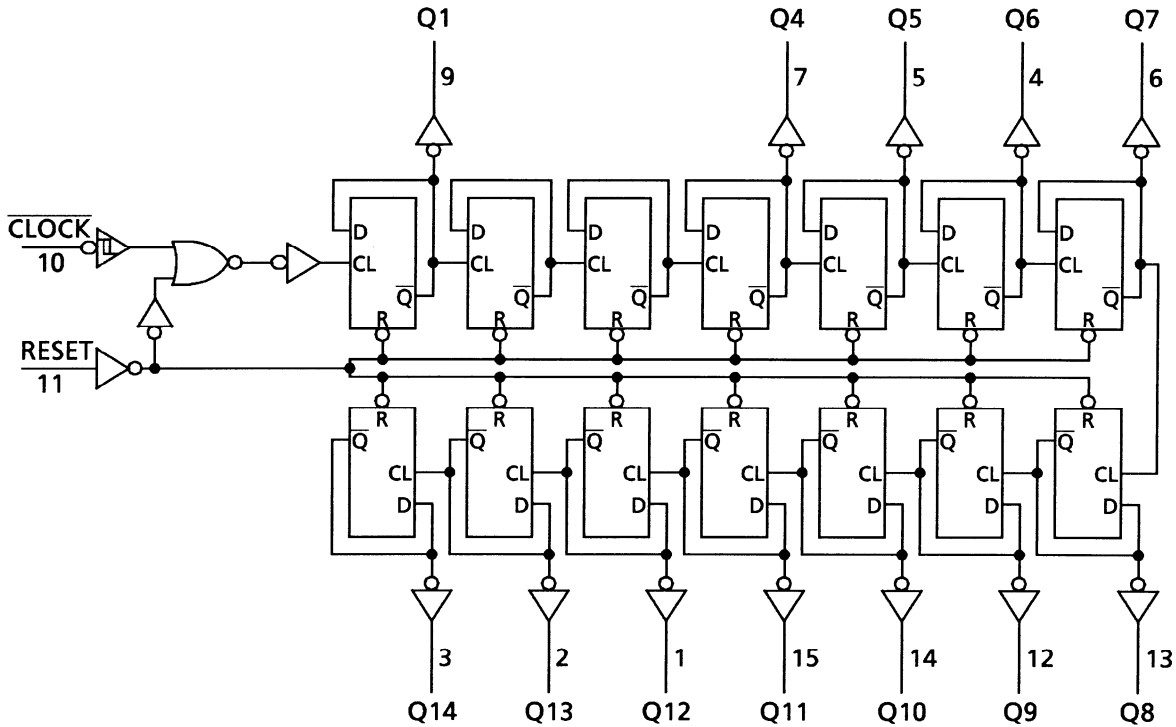 Q1 Q4 Q5 Q6 Q7
9 7 5 4 6
D D D D D D D
CLOCK
10
CL CL CL CL CL CL CL
Q Q Q Q Q Q Q
R R R R R R R
RESET
11
R R R R R R R
Q Q Q Q Q Q Q
CL CL CL CL CL CL CL
D D D D D D D
3 2 1 15 14 12 13
Q14 Q13 Q12 Q11 Q10 Q9 Q8